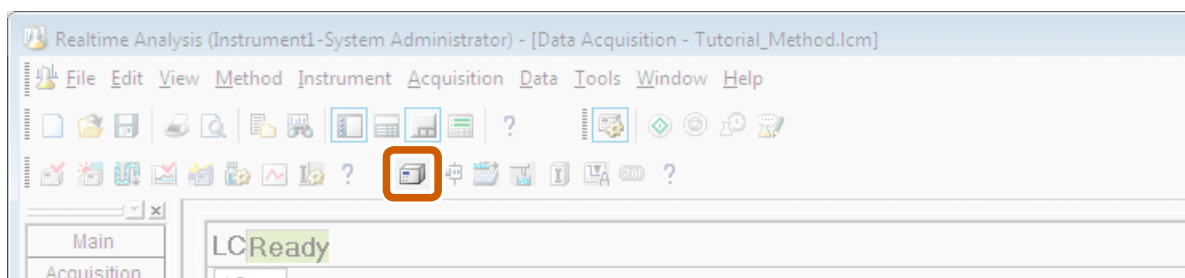 Realtime Analysis (Instrument1-System Administrator) - [Data Acquisition - Tutorial_Method.lcm]
File Edit View Method Instrument Acquisition Data Tools Window Help
?
? STOP ?
Main
LC Ready
Acquisition